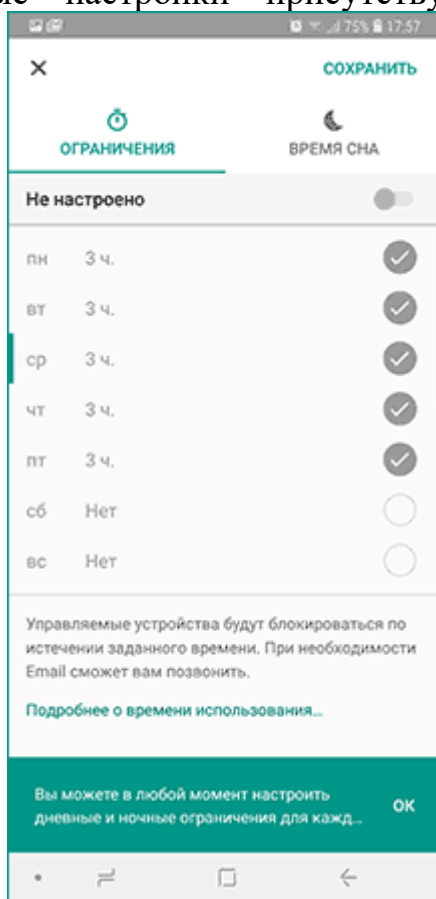 настройки присутству
75% 17:57
СОХРАНИТЬ
ОГРАНИЧЕНИЯ ВРЕМЯ СНА
Не настроено
пн 3 ч.
вт 3 ч.
ср 3 ч.
чт 3 ч.
пт 3 ч.
сб Нет
вс Нет
Управляемые устройства будут блокироваться по
истечении заданного времени. При необходимости
Email сможет вам позвонить.
Подробнее о времени использования...
Вы можете в любой момент настроить
дневные и ночные ограничения для кажд...
ОК